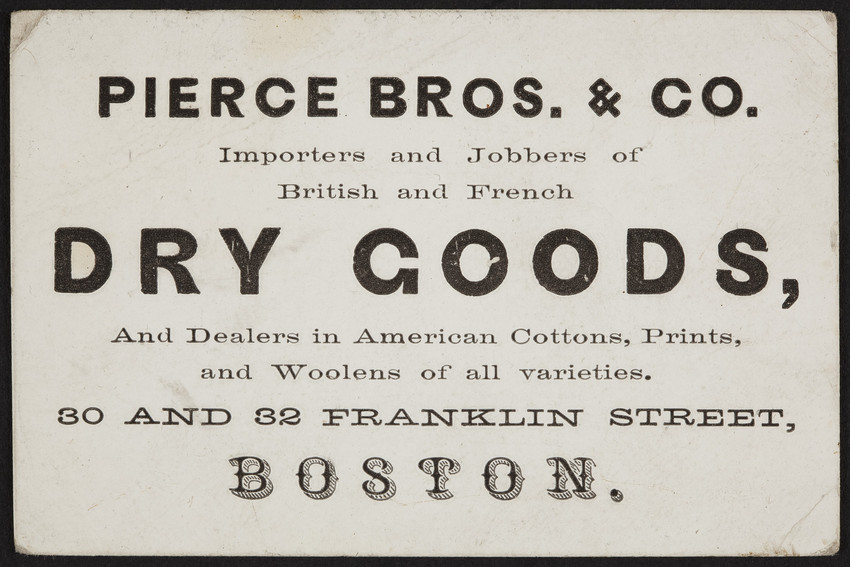 PIERCE BROS. & CO.
Importers and Jobbers of
British and French
DRY GOODS,
And Dealers in American Cottons, Prints,
and Woolens of all varieties.
30 AND 32 FRANKLIN STREET,
BOSTON.